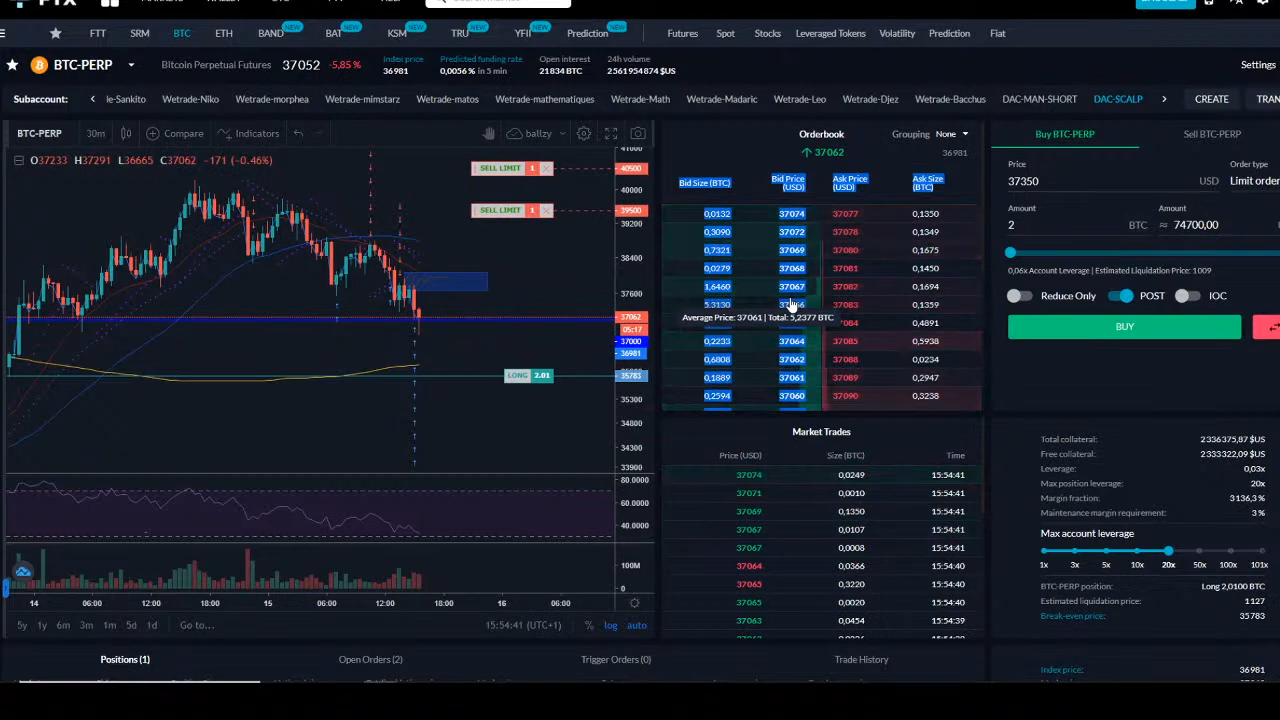 FTX
NEW NEW NEW NEW NEW NEW
FTT SRM BTC ETH BAND BAT KSM TRU YFII Prediction Futures Spot Stocks Leveraged Tokens Volatility Prediction Fiat
BTC-PERP Bitcoin Perpetual Futures 37052 -5,85 % Index price Predicted funding rate Open interest 24h volume Settings
36981 0,0056 % in 5 min 21834 BTC 2561954874 $US
Subaccount: le-Sankito Wetrade-Niko Wetrade-morphea Wetrade-mimstarz Wetrade-matos Wetrade-mathematiques Wetrade-Math Wetrade-Madaric Wetrade-Leo Wetrade-Djez Wetrade-Bacchus DAC-MAN-SHORT DAC-SCALP CREATE TRAN
BTC-PERP 30m Compare Indicators ballzy
O37233 H37291 L36665 C37062 -171 (-0.46%)
41000
SELL LIMIT 1 40500
40000
SELL LIMIT 1 39500
39200
38400
37600
37062
05:17
37000
36981
LONG 2.01 35783
35300
34800
34300
33900
80.0000
60.0000
40.0000
100M
0
14 06:00 12:00 18:00 15 06:00 12:00 18:00 16 06:00
5y 1y 6m 3m 1m 5d 1d Go to... 15:54:41 (UTC+1) % log auto
Orderbook Grouping None
37062 36981
Bid Size (BTC) Bid Price (USD) Ask Price (USD) Ask Size (BTC)
0,0132 37074 37077 0,1350
0,3090 37072 37078 0,1349
0,7321 37069 37080 0,1675
0,0279 37068 37081 0,1450
1,6460 37067 37082 0,1694
5,3130 37083 0,1359
Average Price: 37061 | Total: 5,2377 BTC
0,4891
0,2233 37064 37085 0,5938
0,6808 37062 37088 0,0234
0,1889 37061 37089 0,2947
0,2594 37060 37090 0,3238
Market Trades
Price (USD) Size (BTC) Time
37074 0,0249 15:54:41
37071 0,0010 15:54:41
37069 0,1350 15:54:41
37067 0,0107 15:54:41
37067 0,0008 15:54:41
37064 0,0366 15:54:40
37065 0,3220 15:54:40
37065 0,0020 15:54:40
37063 0,0454 15:54:39
Buy BTC-PERP Sell BTC-PERP
Price Order type
37350 USD Limit order
Amount Amount
2 BTC ≈ 74700,00
0,06x Account Leverage | Estimated Liquidation Price: 1009
Reduce Only POST IOC
BUY
Total collateral: 2336375,87 $US
Free collateral: 2333322,09 $US
Leverage: 0,03x
Max position leverage: 20x
Margin fraction: 3136,3 %
Maintenance margin requirement: 3 %
Max account leverage
1x 3x 5x 10x 20x 50x 100x 101x
BTC-PERP position: Long 2,0100 BTC
Estimated liquidation price: 1127
Break-even price: 35783
Positions (1) Open Orders (2) Trigger Orders (0) Trade History
Index price: 36981